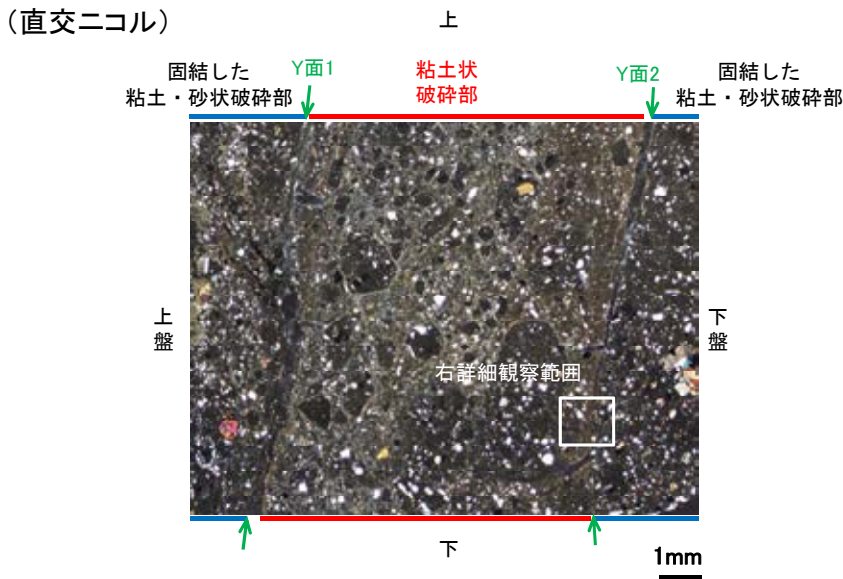 （直交ニコル）
上
固結した
粘土・砂状破砕部
Y面1
粘土状
破砕部
Y面2
固結した
粘土・砂状破砕部
上
盤
下
盤
右詳細観察範囲
下
1mm